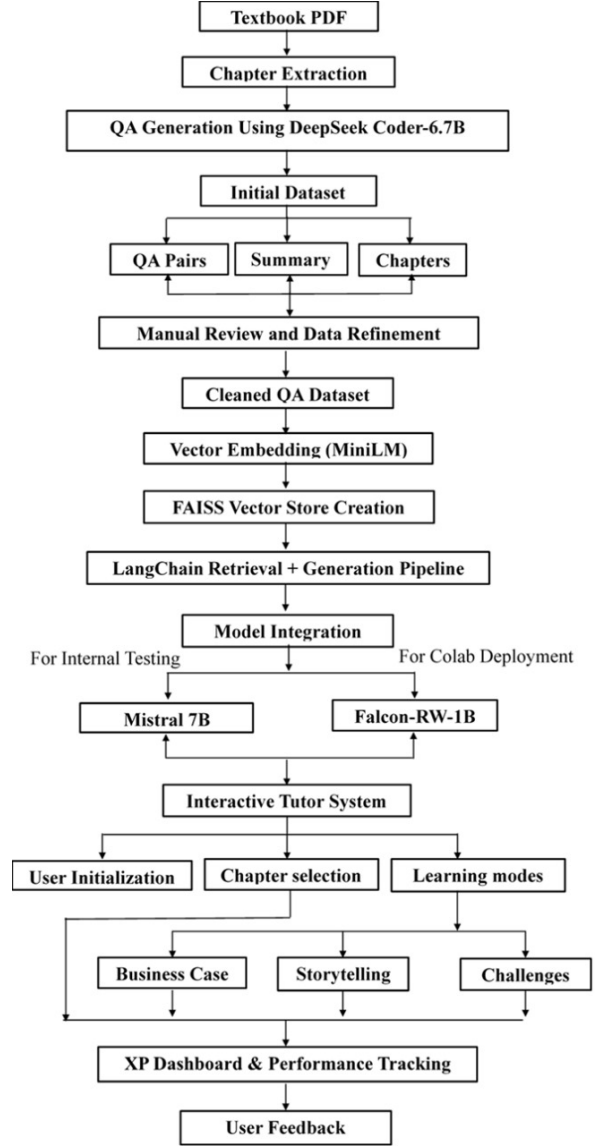 Textbook PDF
Chapter Extraction
QA Generation Using DeepSeek Coder-6.7B
Initial Dataset
QA Pairs
Summary
Chapters
Manual Review and Data Refinement
Cleaned QA Dataset
Vector Embedding (MiniLM)
FAISS Vector Store Creation
LangChain Retrieval + Generation Pipeline
Model Integration
For Internal Testing
For Colab Deployment
Mistral 7B
Falcon-RW-1B
Interactive Tutor System
User Initialization
Chapter selection
Learning modes
Business Case
Storytelling
Challenges
XP Dashboard & Performance Tracking
User Feedback